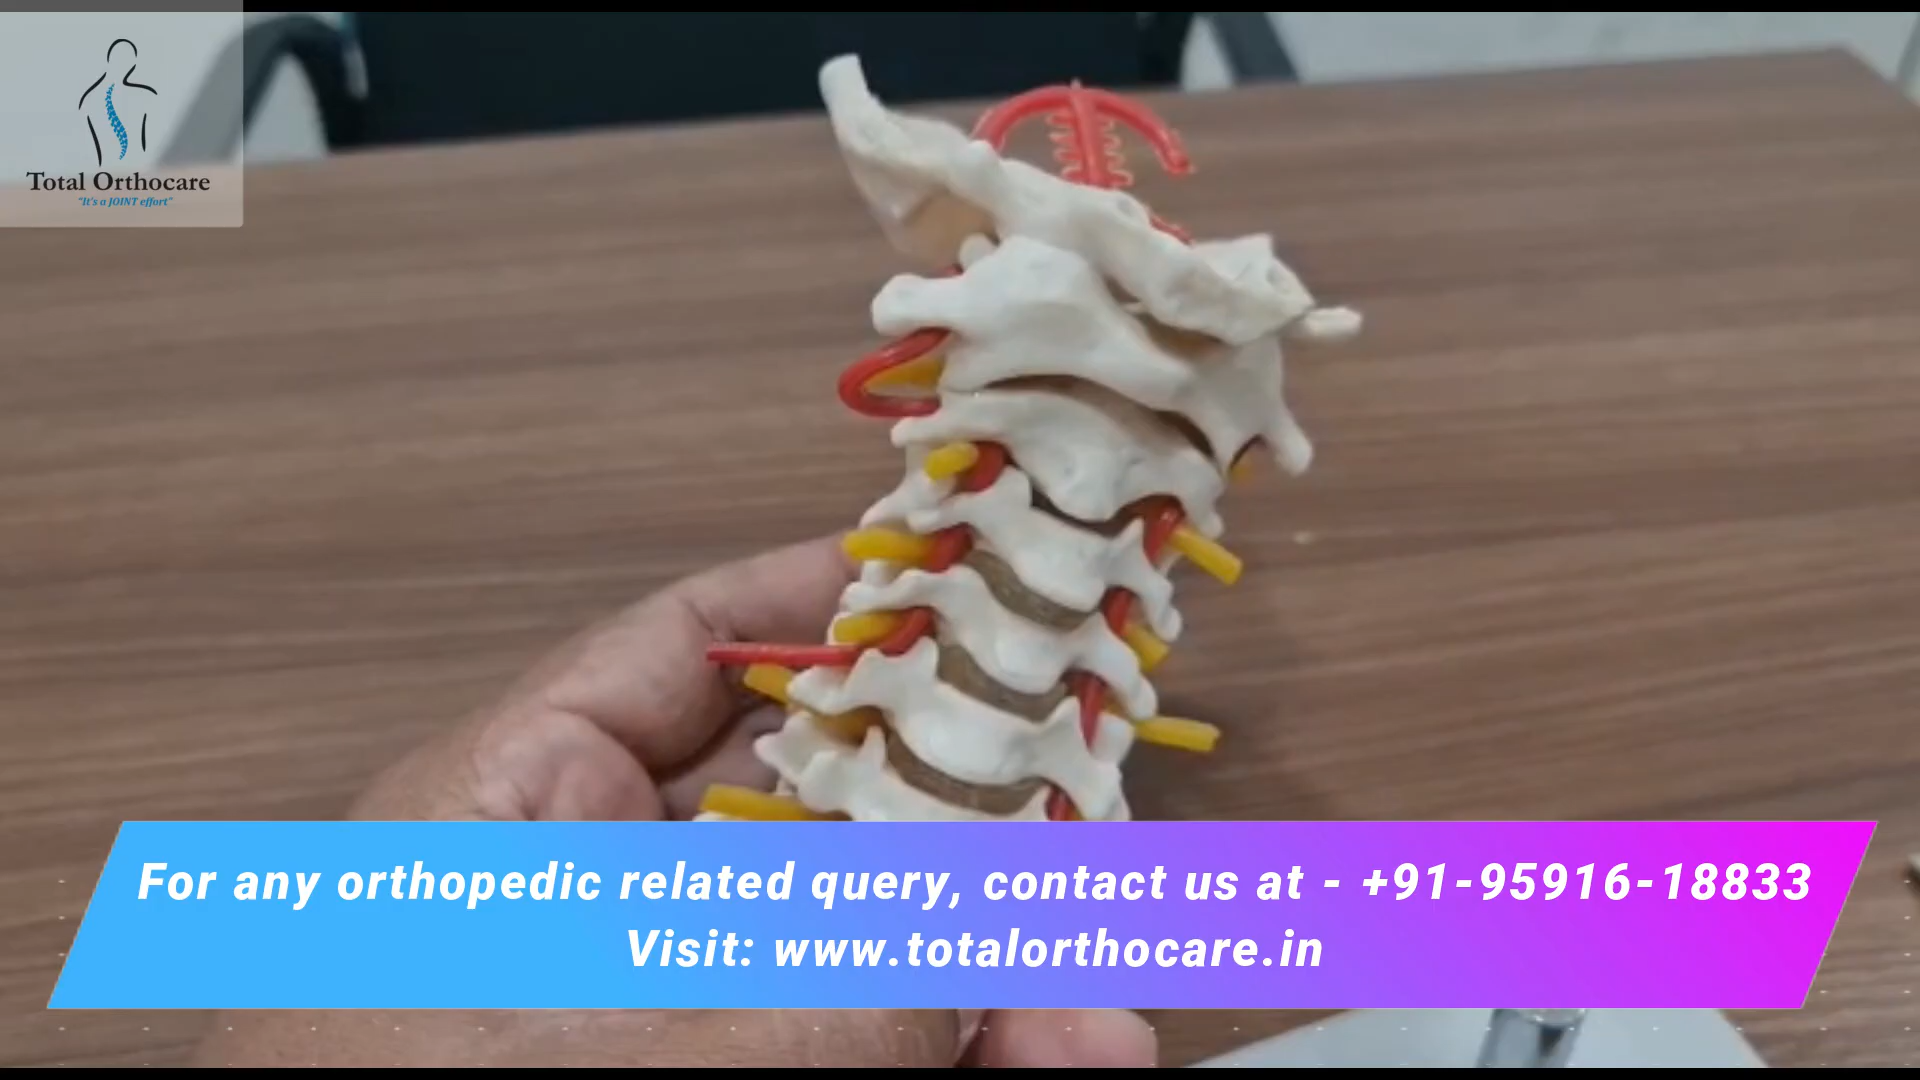 Total Orthocare
"It's a JOINT effort"
For any orthopedic related query, contact us at - +91-95916-18833
Visit: www.totalorthocare.in